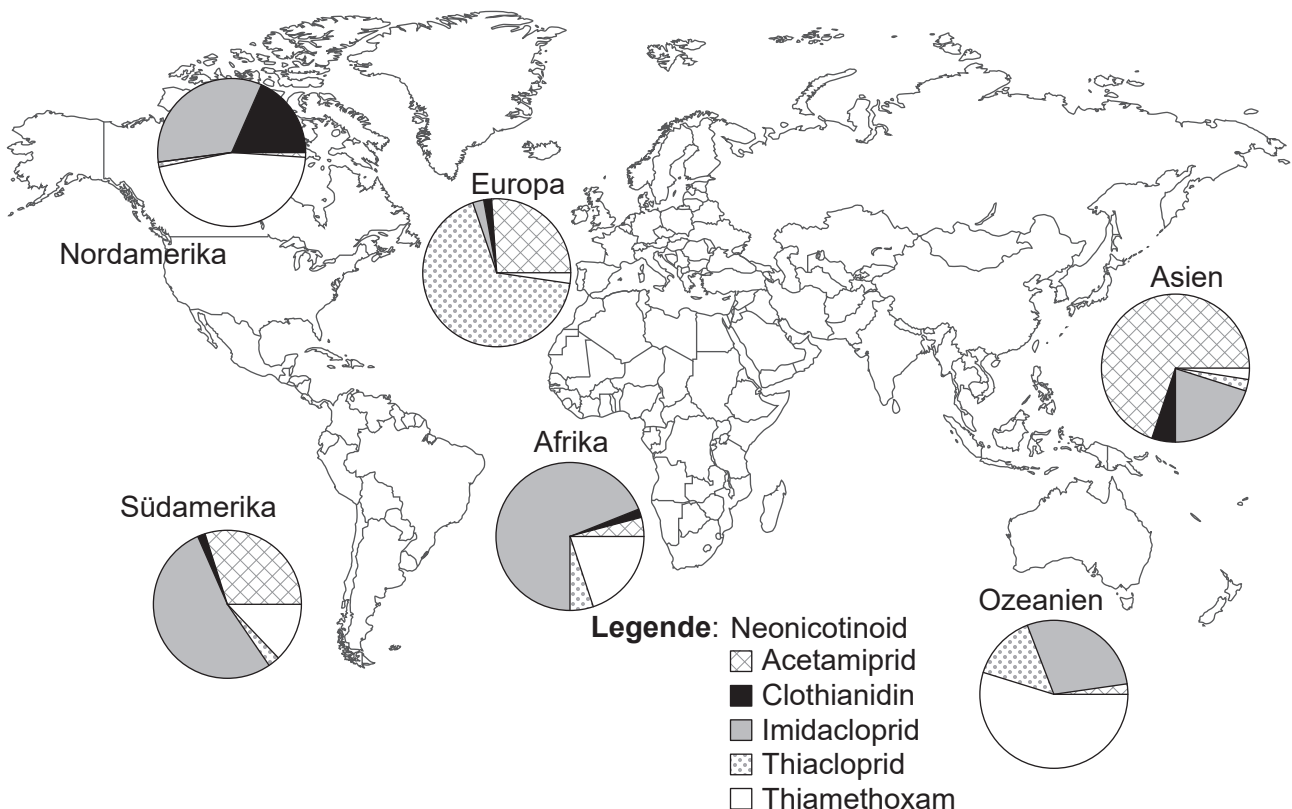 Europa
Nordamerika
Asien
Afrika
Südamerika
Ozeanien
Legende: Neonicotinoid
Acetamiprid
Clothianidin
Imidacloprid
Thiacloprid
Thiamethoxam